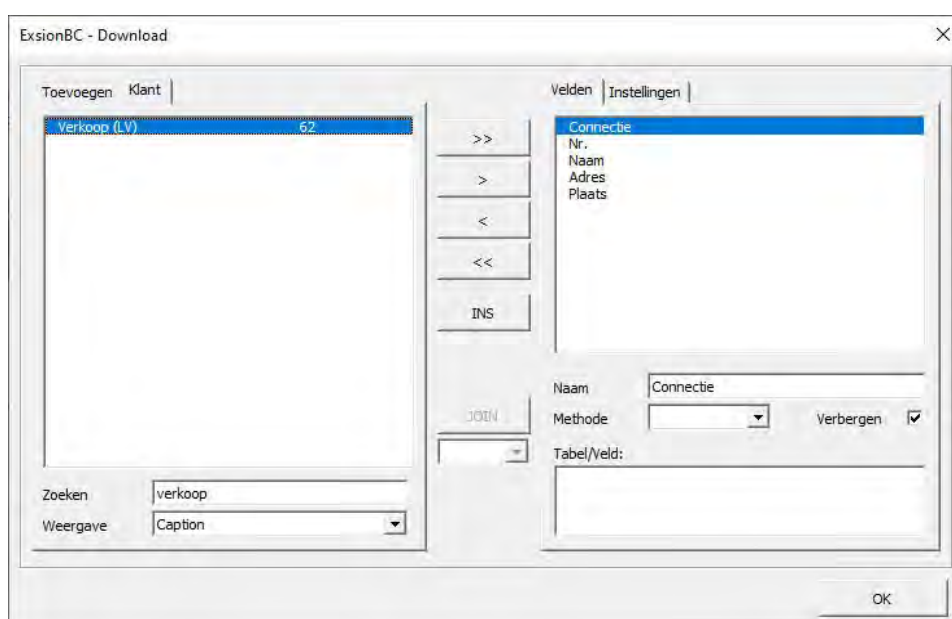 ExsionBC - Download
Toevoegen Klant
Verkoop (LV) 62
Zoeken verkoop
Weergave Caption
>>
>
<
<<
INS
JOIN
Velden Instellingen
Connectie
Nr.
Naam
Adres
Plaats
Naam Connectie
Methode Verbergen
Tabel/Veld:
OK